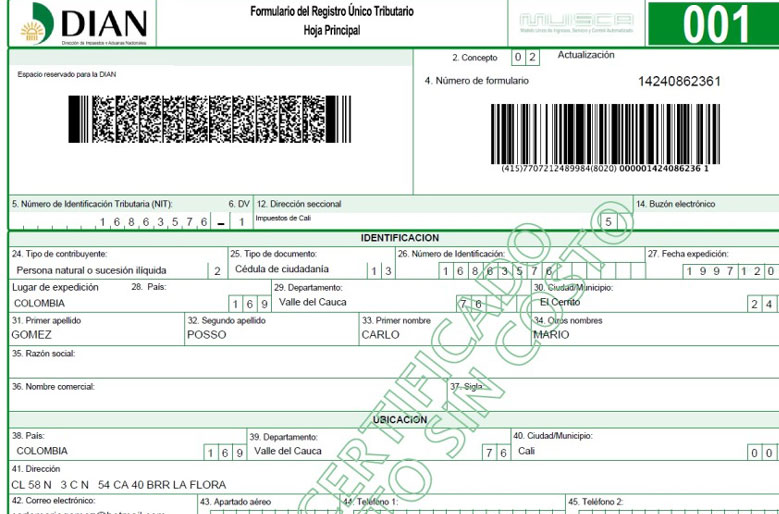 DIAN
Dirección de Impuestos y Aduanas Nacionales
Formulario del Registro Único Tributario
Hoja Principal
MUISCA
001
2. Concepto 0 2 Actualización
Espacio reservado para la DIAN
4. Número de formulario 14240862361
(415)7707212489984(8020) 000001424086236 1
5. Número de Identificación Tributaria (NIT): 6. DV 12. Dirección seccional 14. Buzón electrónico
1 6 8 6 3 5 7 6 – 1 Impuestos de Cali 5
IDENTIFICACION
24. Tipo de contribuyente: 25. Tipo de documento: 26. Número de Identificación: 27. Fecha expedición:
Persona natural o sucesión ilíquida 2 Cédula de ciudadanía 1 3 1 6 8 6 3 5 7 6 1 9 9 7 1 2 0
Lugar de expedición 28. País: 29. Departamento: 30. Ciudad/Municipio:
COLOMBIA 1 6 9 Valle del Cauca 7 6 El Cerrito 2 4
31. Primer apellido 32. Segundo apellido 33. Primer nombre 34. Otros nombres
GOMEZ POSSO CARLO MARIO
35. Razón social:
36. Nombre comercial: 37. Sigla:
UBICACION
38. País: 39. Departamento: 40. Ciudad/Municipio:
COLOMBIA 1 6 9 Valle del Cauca 7 6 Cali 0 0
41. Dirección
CL 58 N 3 C N 54 CA 40 BRR LA FLORA
42. Correo electrónico: 43. Apartado aéreo 44. Teléfono 1: 45. Teléfono 2:
CERTIFICADO
SIN COSTO